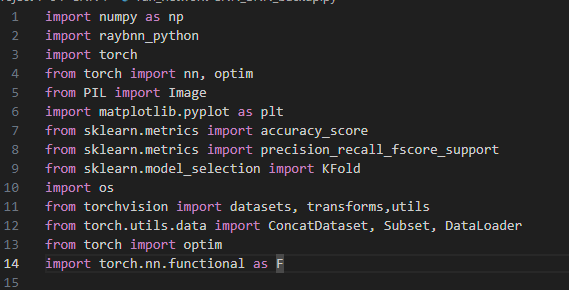 1 import numpy as np
2 import raybnn_python
3 import torch
4 from torch import nn, optim
5 from PIL import Image
6 import matplotlib.pyplot as plt
7 from sklearn.metrics import accuracy_score
8 from sklearn.metrics import precision_recall_fscore_support
9 from sklearn.model_selection import KFold
10 import os
11 from torchvision import datasets, transforms,utils
12 from torch.utils.data import ConcatDataset, Subset, DataLoader
13 from torch import optim
14 import torch.nn.functional as F
15